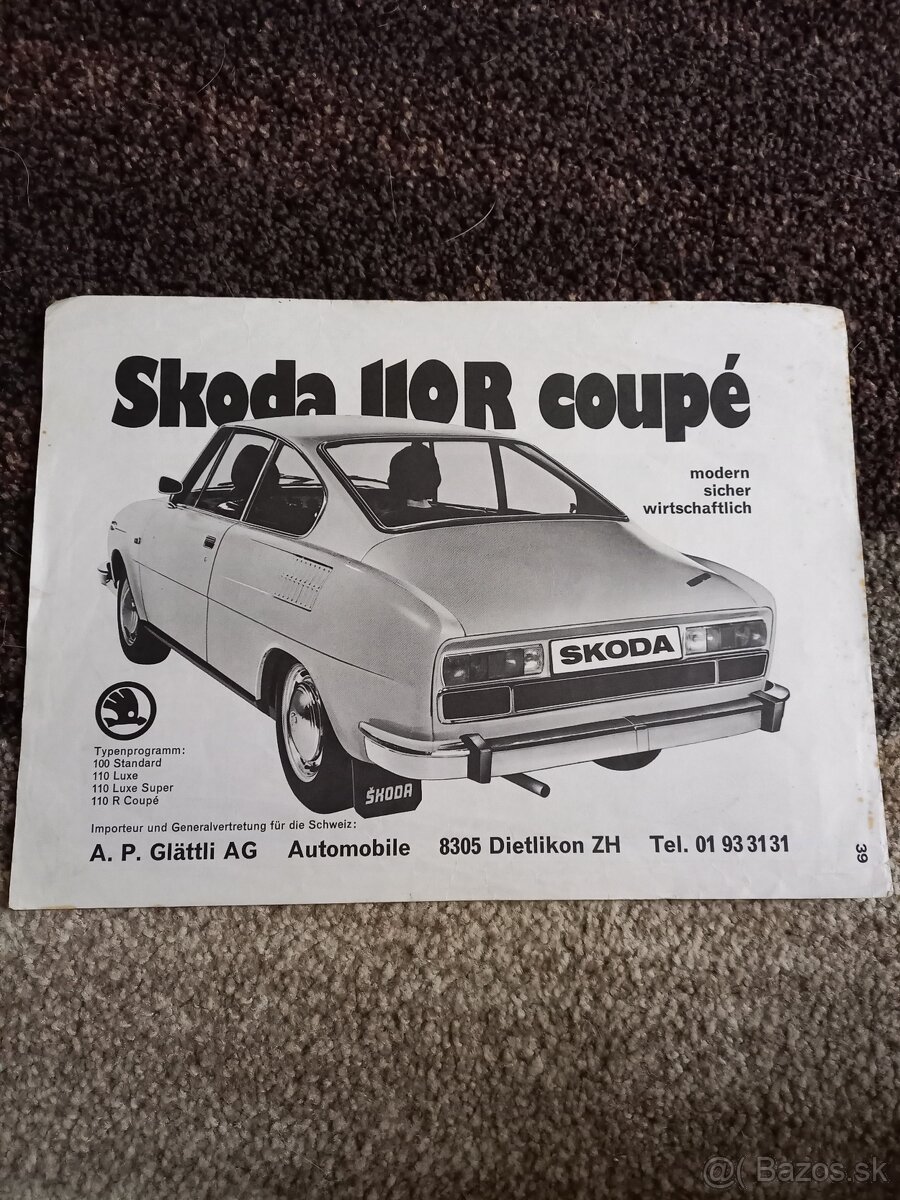 Skoda 110R coupé
modern
sicher
wirtschaftlich
SKODA
ŠKODA
Typenprogramm:
100 Standard
110 Luxe
110 Luxe Super
110 R Coupé
Importeur und Generalvertretung für die Schweiz:
A. P. Glättli AG Automobile 8305 Dietlikon ZH Tel. 01 93 31 31
39
@( Bazos.sk